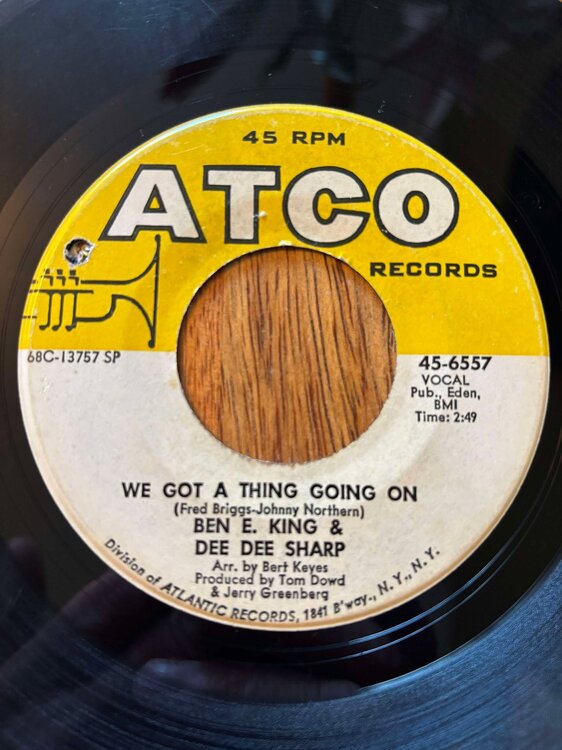 45 RPM
ATCO
RECORDS
68C-13757 SP
45-6557
VOCAL
Pub., Eden,
BMI
Time: 2:49
WE GOT A THING GOING ON
(Fred Briggs-Johnny Northern)
BEN E. KING &
DEE DEE SHARP
Arr. by Bert Keyes
Produced by Tom Dowd
& Jerry Greenberg
Division of ATLANTIC RECORDS, 1841 B'way., N. Y., N. Y.